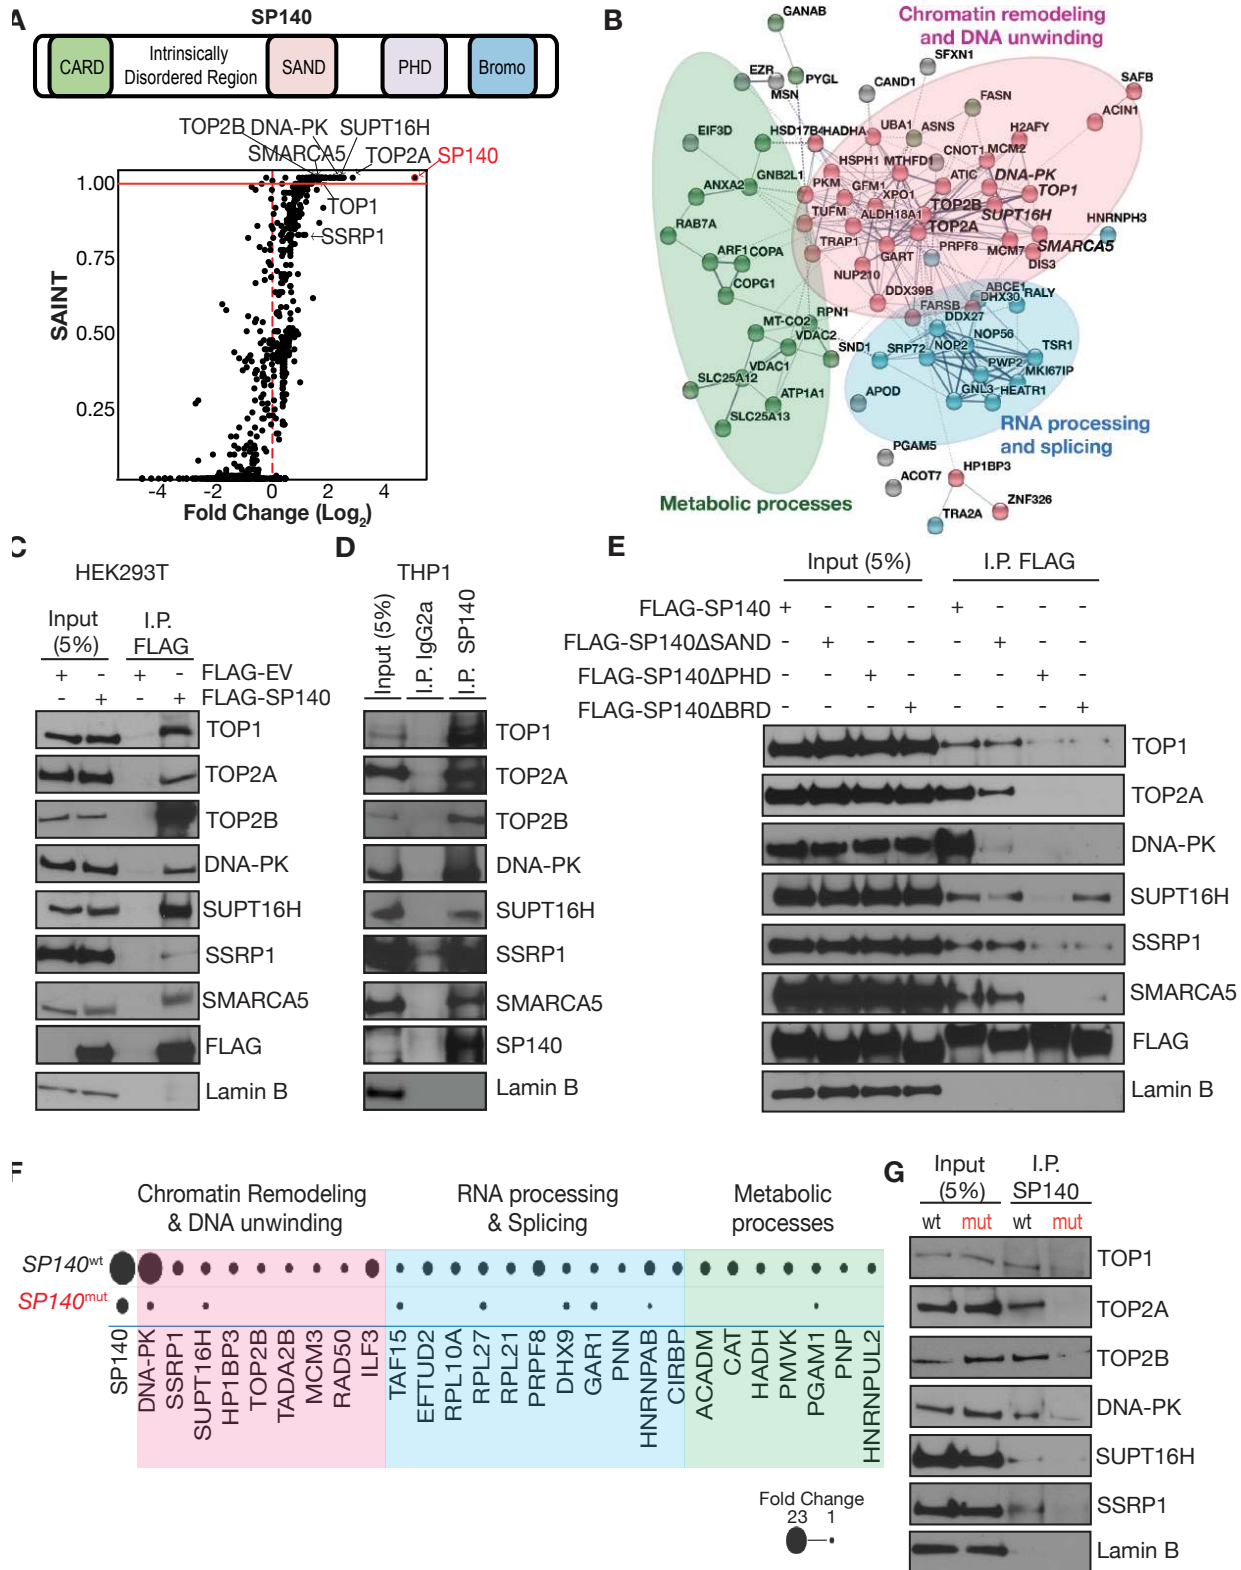 A
SP140
CARD
Intrinsically
Disordered Region
SAND
PHD
Bromo
TOP2B DNA-PK SUPT16H
SMARCA5 TOP2A SP140
TOP1
SSRP1
1.00
0.75
0.50
0.25
SAINT
-4 -2 0 2 4
Fold Change (Log2)
B
Chromatin remodeling
and DNA unwinding
GANAB
SFXN1
EZR
MSN
PYGL
CAND1
SAFB
FASN
ACIN1
EIF3D
HSD17B4
HADHA
UBA1
ASNS
H2AFY
CNOT1
MCM2
HSPH1
MTHFD1
GNB2L1
ANXA2
PKM
GFM1
XPO1
ATIC
DNA-PK
TOP1
TOP2B
TUFM
ALDH18A1
SUPT16H
RAB7A
TOP2A
HNRNPH3
TRAP1
PRPF8
SMARCA5
ARF1
COPA
GART
MCM7
DIS3
NUP210
COPG1
DDX39B
ABCE1
DHX30
RALY
RPN1
FARSB
DDX27
MT-CO2
NOP56
VDAC2
SND1
SRP72
NOP2
TSR1
PWP2
VDAC1
MKI67IP
SLC25A12
GNL3
HEATR1
ATP1A1
APOD
SLC25A13
RNA processing
and splicing
PGAM5
HP1BP3
ACOT7
Metabolic processes
ZNF326
TRA2A
C
HEK293T
Input
(5%)
I.P.
FLAG
+ - + - FLAG-EV
- + - + FLAG-SP140
TOP1
TOP2A
TOP2B
DNA-PK
SUPT16H
SSRP1
SMARCA5
FLAG
Lamin B
D
THP1
Input (5%)
I.P. IgG2a
I.P. SP140
TOP1
TOP2A
TOP2B
DNA-PK
SUPT16H
SSRP1
SMARCA5
SP140
Lamin B
E
Input (5%) I.P. FLAG
FLAG-SP140 + - - - + - - -
FLAG-SP140ΔSAND - + - - - + - -
FLAG-SP140ΔPHD - - + - - - + -
FLAG-SP140ΔBRD - - - + - - - +
TOP1
TOP2A
DNA-PK
SUPT16H
SSRP1
SMARCA5
FLAG
Lamin B
F
Chromatin Remodeling
& DNA unwinding
RNA processing
& Splicing
Metabolic
processes
SP140wt
SP140mut
SP140
DNA-PK
SSRP1
SUPT16H
HP1BP3
TOP2B
TADA2B
MCM3
RAD50
ILF3
TAF15
EFTUD2
RPL10A
RPL27
RPL21
PRPF8
DHX9
GAR1
PNN
HNRNPAB
CIRBP
ACADM
CAT
HADH
PMVK
PGAM1
PNP
HNRNPUL2
Fold Change
23 1
G
Input
(5%)
I.P.
SP140
wt mut wt mut
TOP1
TOP2A
TOP2B
DNA-PK
SUPT16H
SSRP1
Lamin B